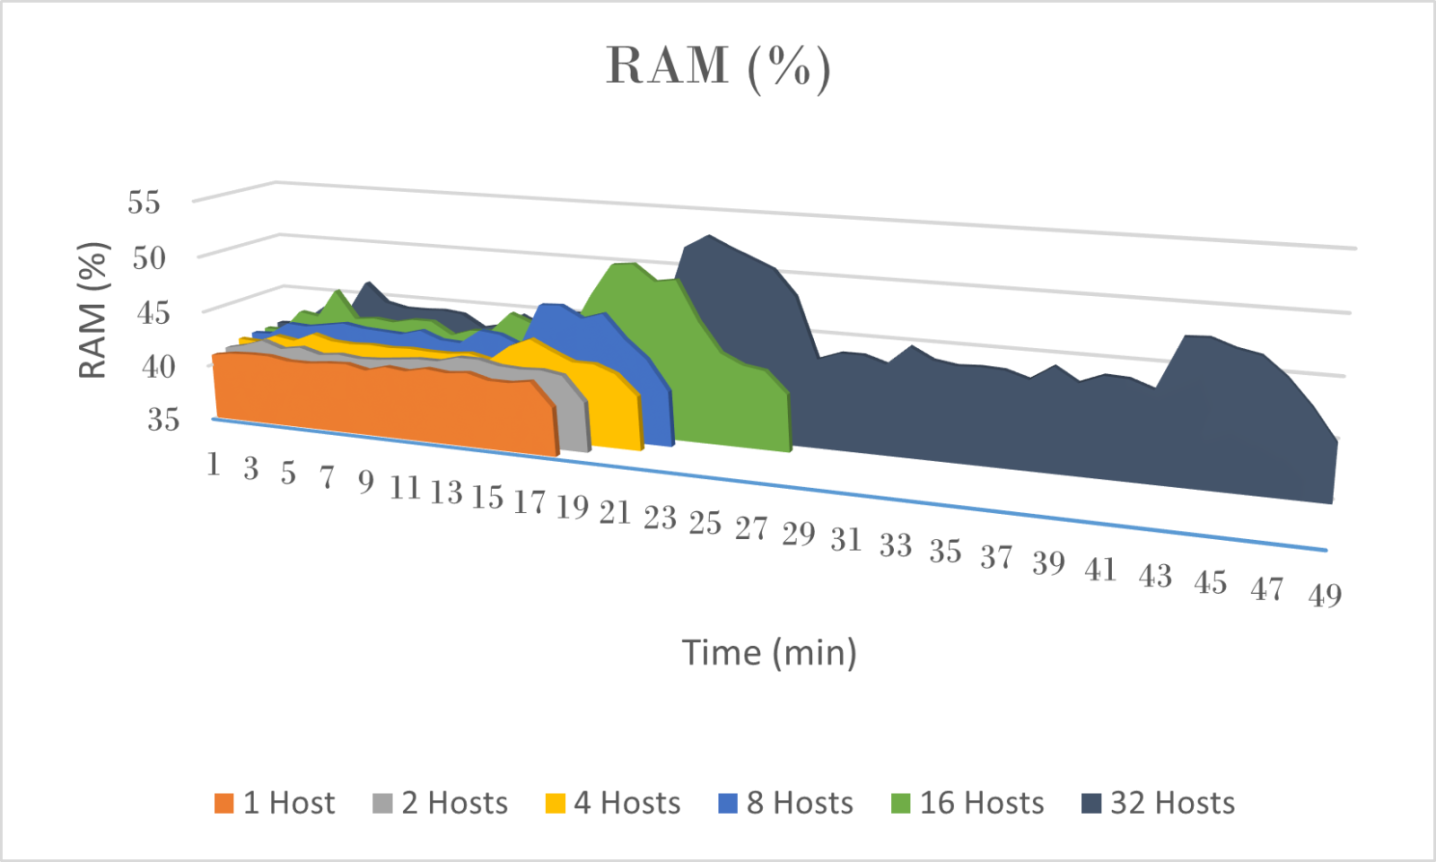 RAM (%)
55
50
45
40
35
RAM (%)
1 3 5 7 9 11 13 15 17 19 21 23 25 27 29 31 33 35 37 39 41 43 45 47 49
Time (min)
1 Host 2 Hosts 4 Hosts 8 Hosts 16 Hosts 32 Hosts